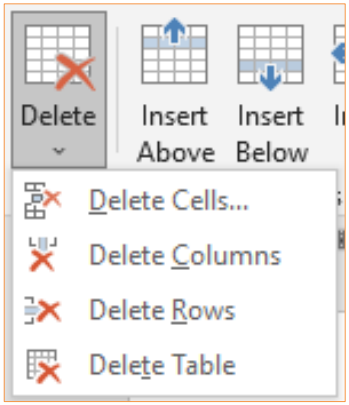 Delete
Insert Above
Insert Below
Delete Cells...
Delete Columns
Delete Rows
Delete Table